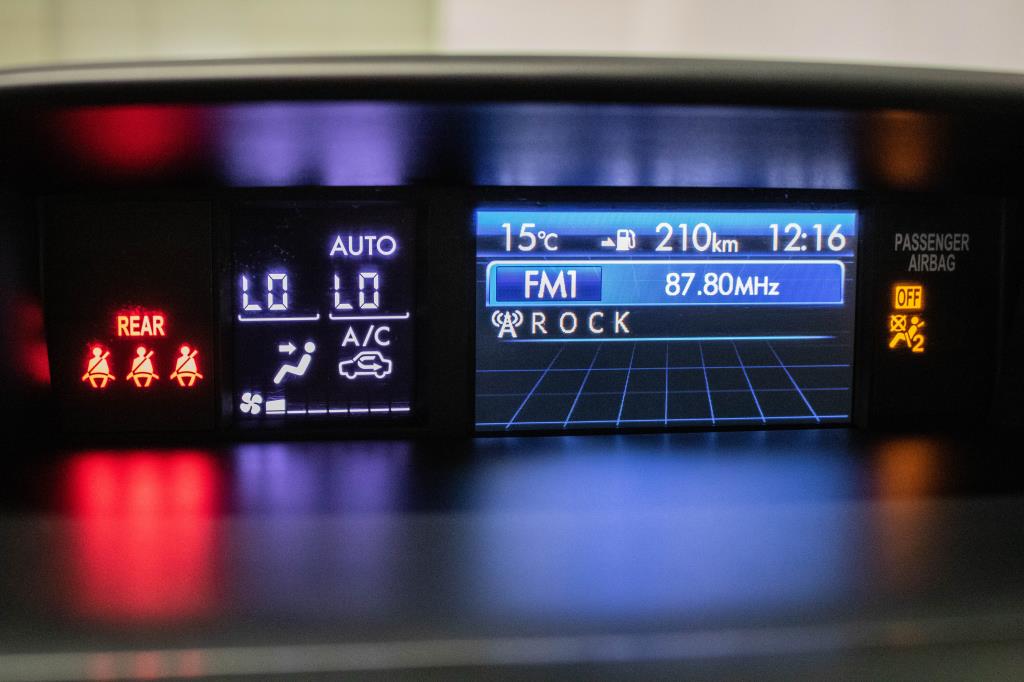 REAR
AUTO
LO LO
A/C
15°C 210km 12:16
FM1 87.80MHz
ROCK
PASSENGER
AIRBAG
OFF
2